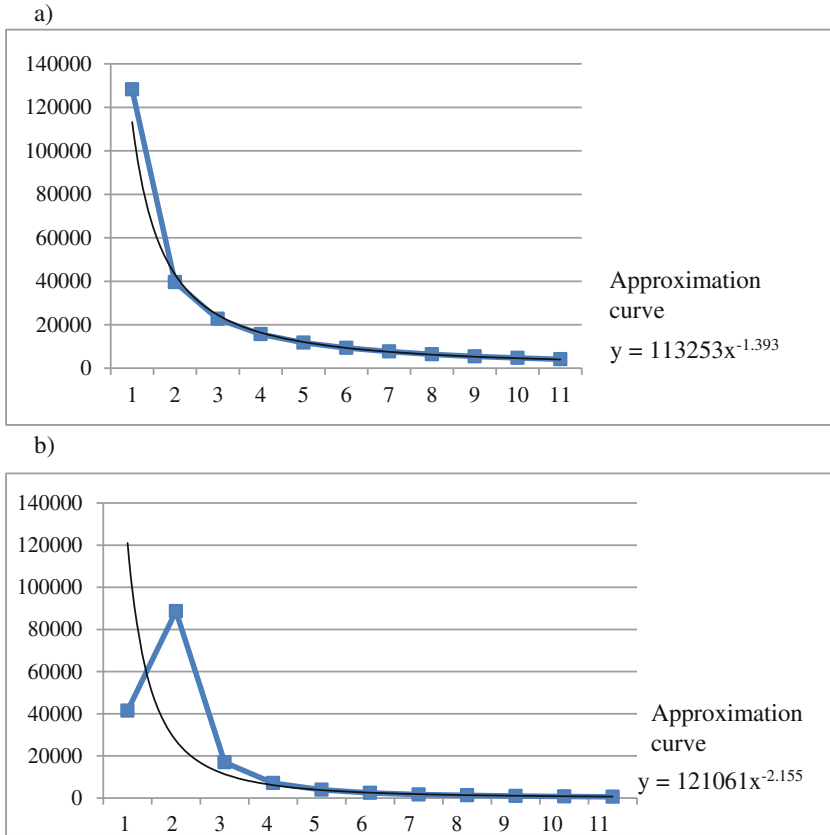 a)
140000
120000
100000
80000
60000
40000
20000
0
1 2 3 4 5 6 7 8 9 10 11
Approximation
curve
y = 113253x^-1.393
b)
140000
120000
100000
80000
60000
40000
20000
0
1 2 3 4 5 6 7 8 9 10 11
Approximation
curve
y = 121061x^-2.155